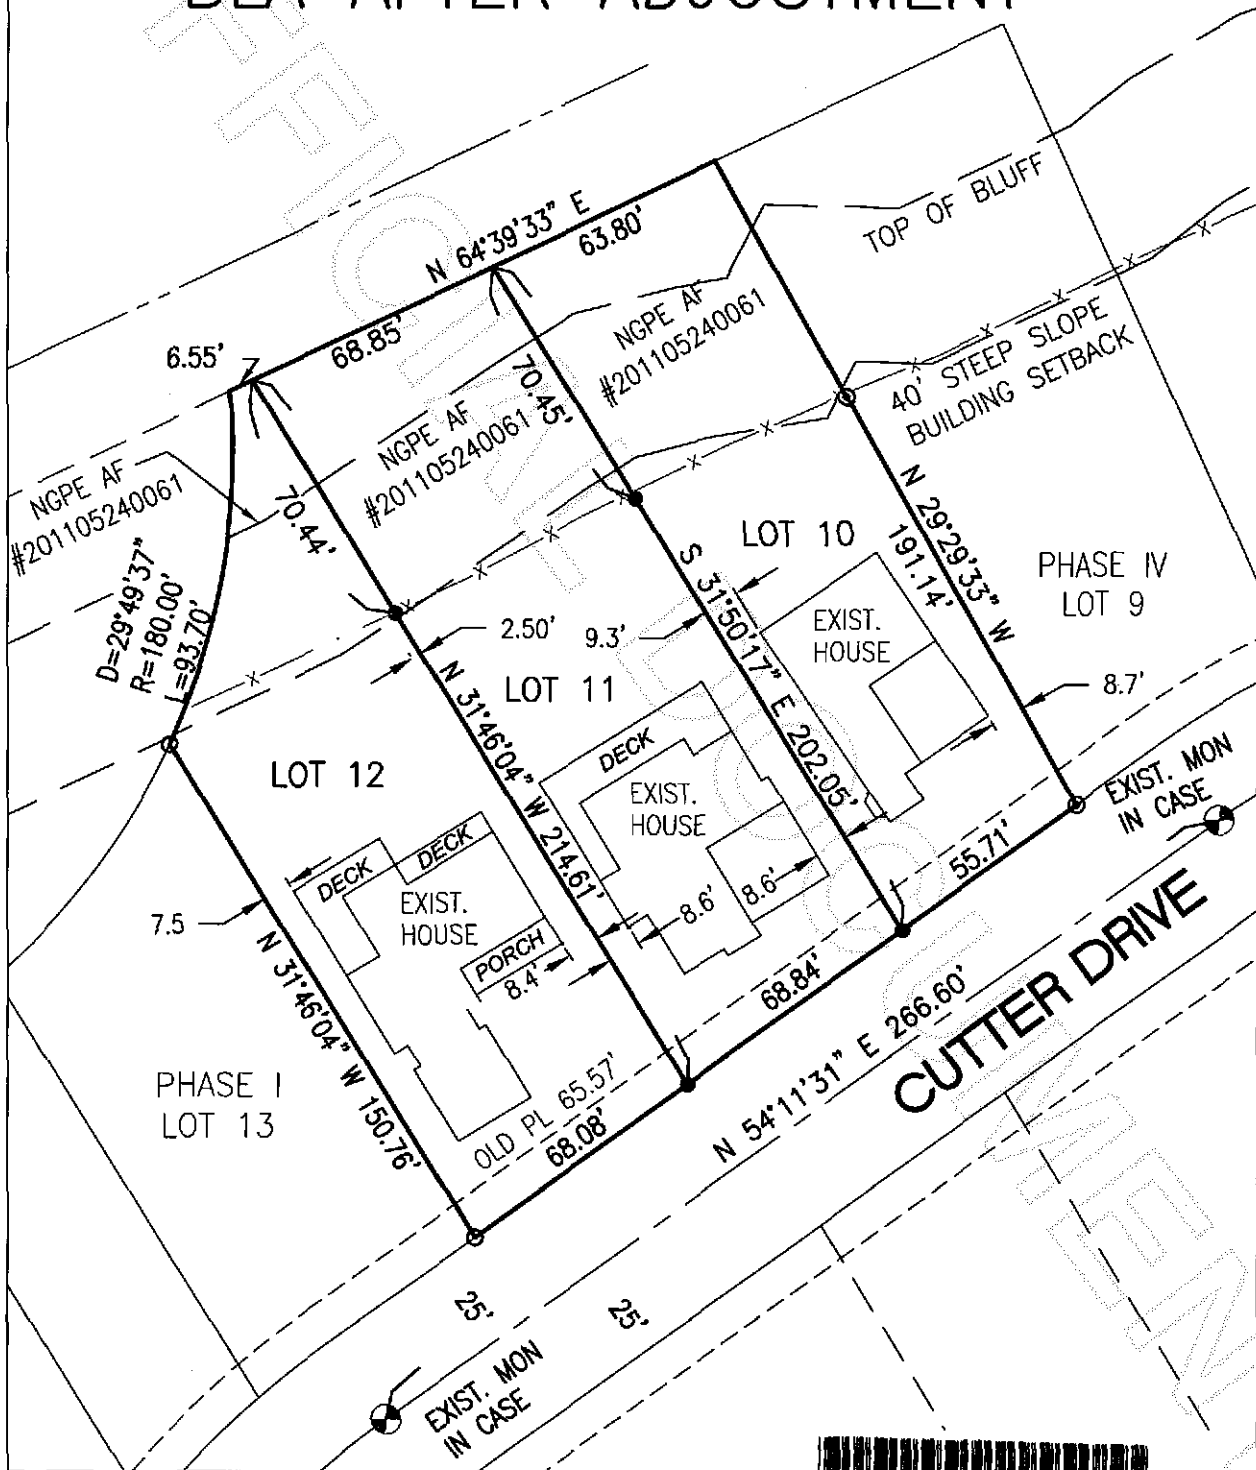 BLA AFTER ADJUSTMENT
TOP OF BLUFF
N 64°39'33" E
63.80'
68.85'
6.55'
NGPE AF
#201105240061
NGPE AF
#201105240061
NGPE AF
#201105240061
40' STEEP SLOPE
BUILDING SETBACK
70.45'
70.44'
D=29°49'37"
R=180.00'
L=93.70'
N 29°29'33" W
191.14'
LOT 10
PHASE IV
LOT 9
EXIST.
HOUSE
S 31°50'17" E 202.05'
2.50'
9.3'
8.7'
LOT 11
N 31°46'04" W 214.61'
DECK
EXIST.
HOUSE
LOT 12
EXIST. MON
IN CASE
DECK
DECK
EXIST.
HOUSE
PORCH
8.4'
8.6'
8.6'
55.71'
7.5
N 31°46'04" W 150.76'
68.84'
CUTTER DRIVE
N 54°11'31" E 266.60'
PHASE I
LOT 13
OLD PL 65.57'
68.08'
25'
25'
EXIST. MON
IN CASE